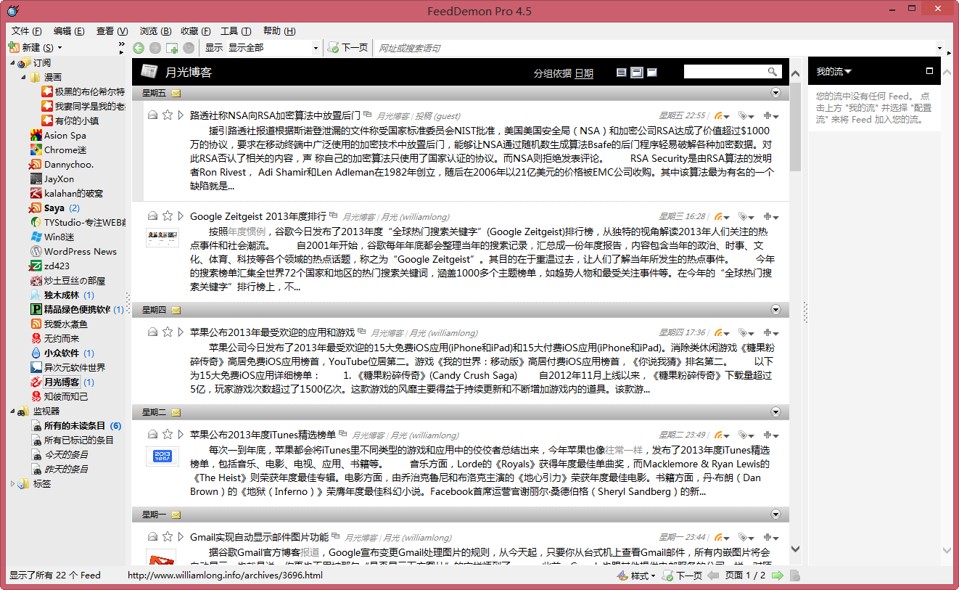 FeedDemon Pro 4.5
文件(F) 编辑(E) 查看(V) 浏览(B) 收藏(F) 工具(T) 帮助(H)
新建 (S) 显示 显示全部 下一页 网址或搜索语句
订阅
漫画
极黑的布伦希尔特
我妻同学是我的老
有你的小镇
Asion Spa
Chrome迷
Dannychoo.
JayXon
kalahan的破窝
Saya (2)
TYStudio-专注WEB前
Win8迷
WordPress News
zd423
炒土豆丝の部屋
独木成林 (1)
精品绿色便携软件 (1)
我爱水煮鱼
无约而来
小众软件 (1)
异次元软件世界
月光博客 (1)
知彼而知己
监视器
所有的未读条目 (6)
所有已标记的条目
今天的条目
昨天的条目
标签
月光博客 分组依据 日期
星期五
路透社称NSA向RSA加密算法中放置后门 月光博客 | 投稿 (guest) 星期五 22:55
援引路透社报道根据斯诺登泄漏的文件称受国家标准委员会NIST批准，美国美国安全局（ NSA ）和加密公司RSA达成了价值超过$1000
万的协议，要求在移动终端中广泛使用的加密技术中放置后门，能够让NSA通过随机数生成算法Bsafe的后门程序轻易破解各种加密数据。对
此RSA否认了相关的内容，声 称自己的加密算法只使用了国家认证的协议。而NSA则拒绝发表评论。 RSA Security是由RSA算法的发明
者Ron Rivest， Adi Shamir和Len Adleman在1982年创立，随后在2006年以21亿美元的价格被EMC公司收购。其中该算法最为有名的一个
缺陷就是...
Google Zeitgeist 2013年度排行 月光博客 | 月光 (williamlong) 星期三 16:28
按照年度惯例，谷歌今日发布了2013年度“全球热门搜索关键字”(Google Zeitgeist)排行榜，从独特的视角解读2013年人们关注的热
点事件和社会潮流。 自2001年开始，谷歌每年年底都会整理当年的搜索记录，汇总成一份年度报告，内容包含当年的政治、时事、文
化、体育、科技等各个领域的热点话题，称之为“Google Zeitgeist”。其目的在于重温过去，让人们了解当年所发生的热点事件。 今年
的搜索榜单汇集全世界72个国家和地区的热门搜索关键词，涵盖1000多个主题榜单，如趋势人物和最受关注事件等。在今年的“全球热门搜
索关键字”排行榜上，不...
星期四
苹果公布2013年最受欢迎的应用和游戏 月光博客 | 月光 (williamlong) 星期四 17:36
苹果公司今日发布了2013年最受欢迎的15大免费iOS应用(iPhone和iPad)和15大付费iOS应用(iPhone和iPad)。消除类休闲游戏《糖果粉
碎传奇》高居免费iOS应用榜首，YouTube位居第二。游戏《我的世界：移动版》高居付费iOS应用榜首，《你说我猜》排名第二。 以下
为15大免费iOS应用详细榜单： 1. 《糖果粉碎传奇》(Candy Crush Saga) 自2012年11月上线以来，《糖果粉碎传奇》下载量超过
5亿，玩家游戏次数超过了1500亿次。这款游戏的风靡主要得益于持续更新和不断增加游戏内的道具。该款游...
星期二
苹果公布2013年度iTunes精选榜单 月光博客 | 月光 (williamlong) 星期二 23:49
每次一到年底，苹果都会将iTunes里不同类型的游戏和应用中的佼佼者总结出来，今年苹果也像往常一样，发布了2013年度iTunes精选
榜单，包括音乐、电影、电视、应用、书籍等。 音乐方面，Lorde的《Royals》获得年度最佳单曲奖，而Macklemore & Ryan Lewis的
《The Heist》则荣获年度最佳专辑。电影方面，由乔治克鲁尼和布洛克主演的《地心引力》荣获年度最佳电影。书籍方面，丹·布朗（Dan
Brown）的《地狱（Inferno）》荣膺年度最佳科幻小说。Facebook首席运营官谢丽尔·桑德伯格（Sheryl Sandberg）的新...
星期一
Gmail实现自动显示邮件图片功能 月光博客 | 月光 (williamlong) 星期一 23:44
据谷歌Gmail官方博客报道，Google宣布变更Gmail处理图片的规则，从今天起，只要你从台式机上查看Gmail邮件，所有内嵌图片将会
我的流
您的流中没有任何 Feed。 点
击上方 "我的流" 并选择 "配置
流" 来将 Feed 加入您的流。
显示了所有 22 个 Feed http://www.williamlong.info/archives/3696.html 样式 下一页 页面 1 / 2